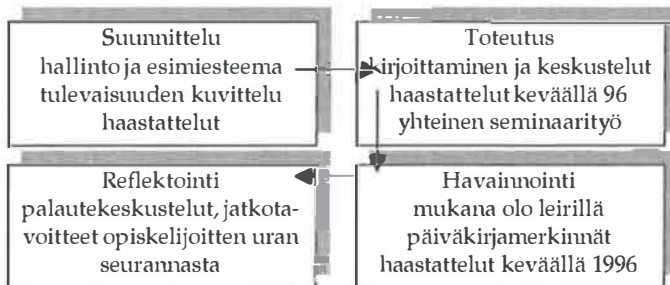 Suunnittelu
hallinto ja esimiesteema
tulevaisuuden kuvittelu
haastattelut
Toteutus
kirjoittaminen ja keskustelut
haastattelut keväällä 96
yhteinen seminaarityö
Reflektointi
palautekeskustelut, jatkota-
voitteet opiskelijoitten uran
seurannasta
Havainnointi
mukana olo leirillä
päiväkirjamerkinnät
haastattelut keväällä 1996